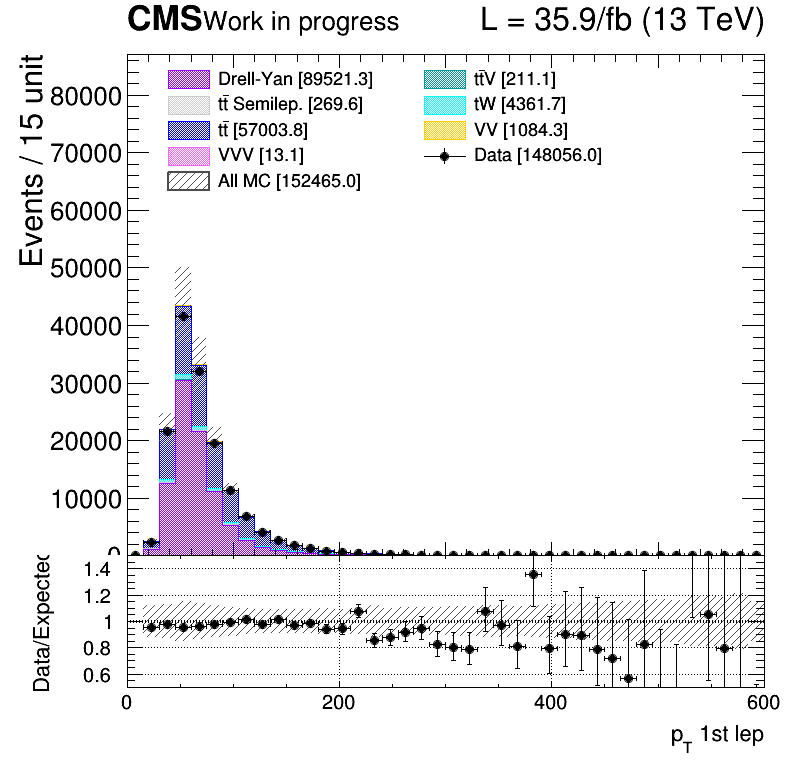 CMS Work in progress L = 35.9/fb (13 TeV)
Events / 15 unit
80000
70000
60000
50000
40000
30000
20000
10000
0
Drell-Yan [89521.3]
tt̄ Semilep. [269.6]
tt̄ [57003.8]
VVV [13.1]
All MC [152465.0]
tt̄V [211.1]
tW [4361.7]
VV [1084.3]
Data [148056.0]
Data/Expected
1.4
1.2
1
0.8
0.6
0 200 400 600
p_T 1st lep